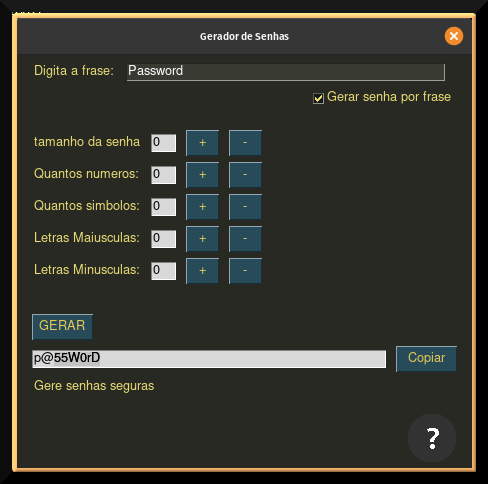 Gerador de Senhas
Digita a frase: Password
Gerar senha por frase
tamanho da senha 0 + -
Quantos numeros: 0 + -
Quantos simbolos: 0 + -
Letras Maiusculas: 0 + -
Letras Minusculas: 0 + -
GERAR
p@55W0rD Copiar
Gere senhas seguras
?